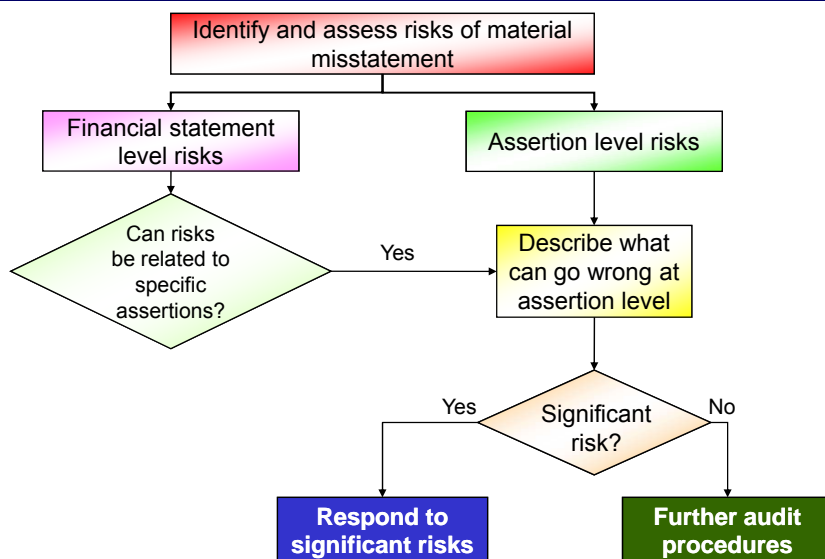 Identify and assess risks of material
misstatement
Financial statement
level risks
Assertion level risks
Can risks
be related to
specific
assertions?
Yes
Describe what
can go wrong at
assertion level
Yes
Significant
risk?
No
Respond to
significant risks
Further audit
procedures